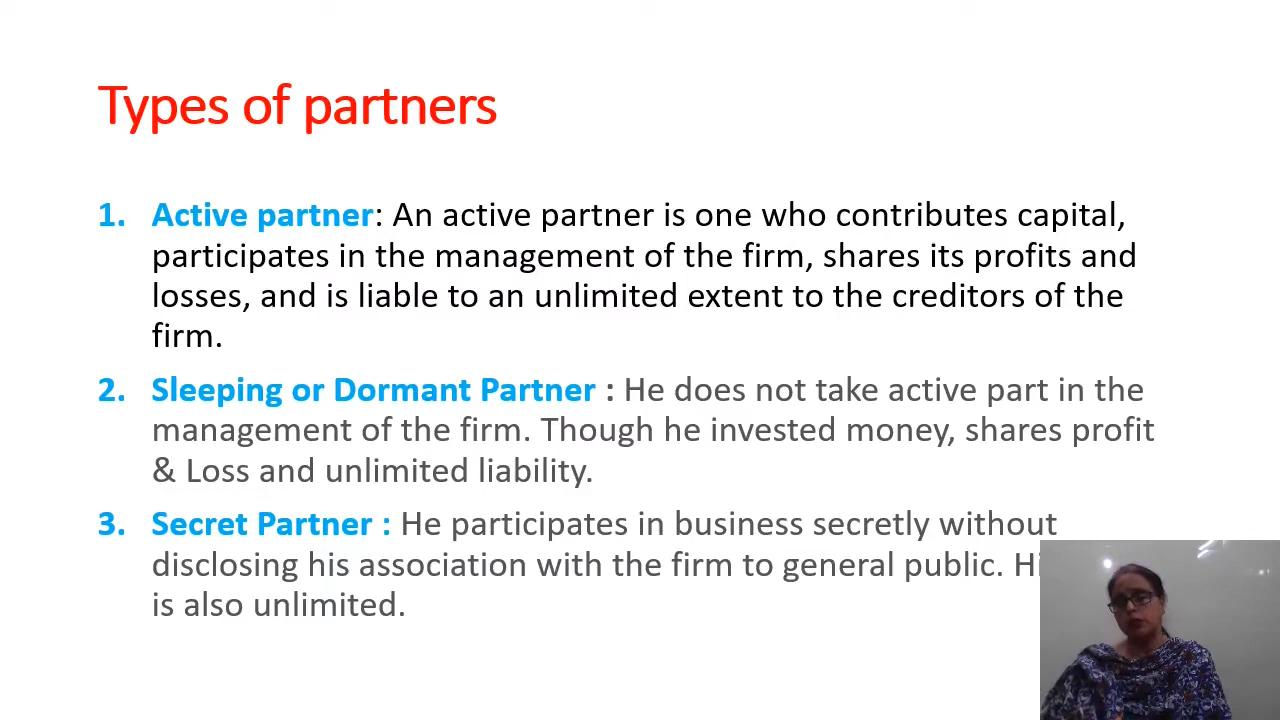 Types of partners
1. Active partner: An active partner is one who contributes capital,
participates in the management of the firm, shares its profits and
losses, and is liable to an unlimited extent to the creditors of the
firm.
2. Sleeping or Dormant Partner : He does not take active part in the
management of the firm. Though he invested money, shares profit
& Loss and unlimited liability.
3. Secret Partner : He participates in business secretly without
disclosing his association with the firm to general public.
is also unlimited.